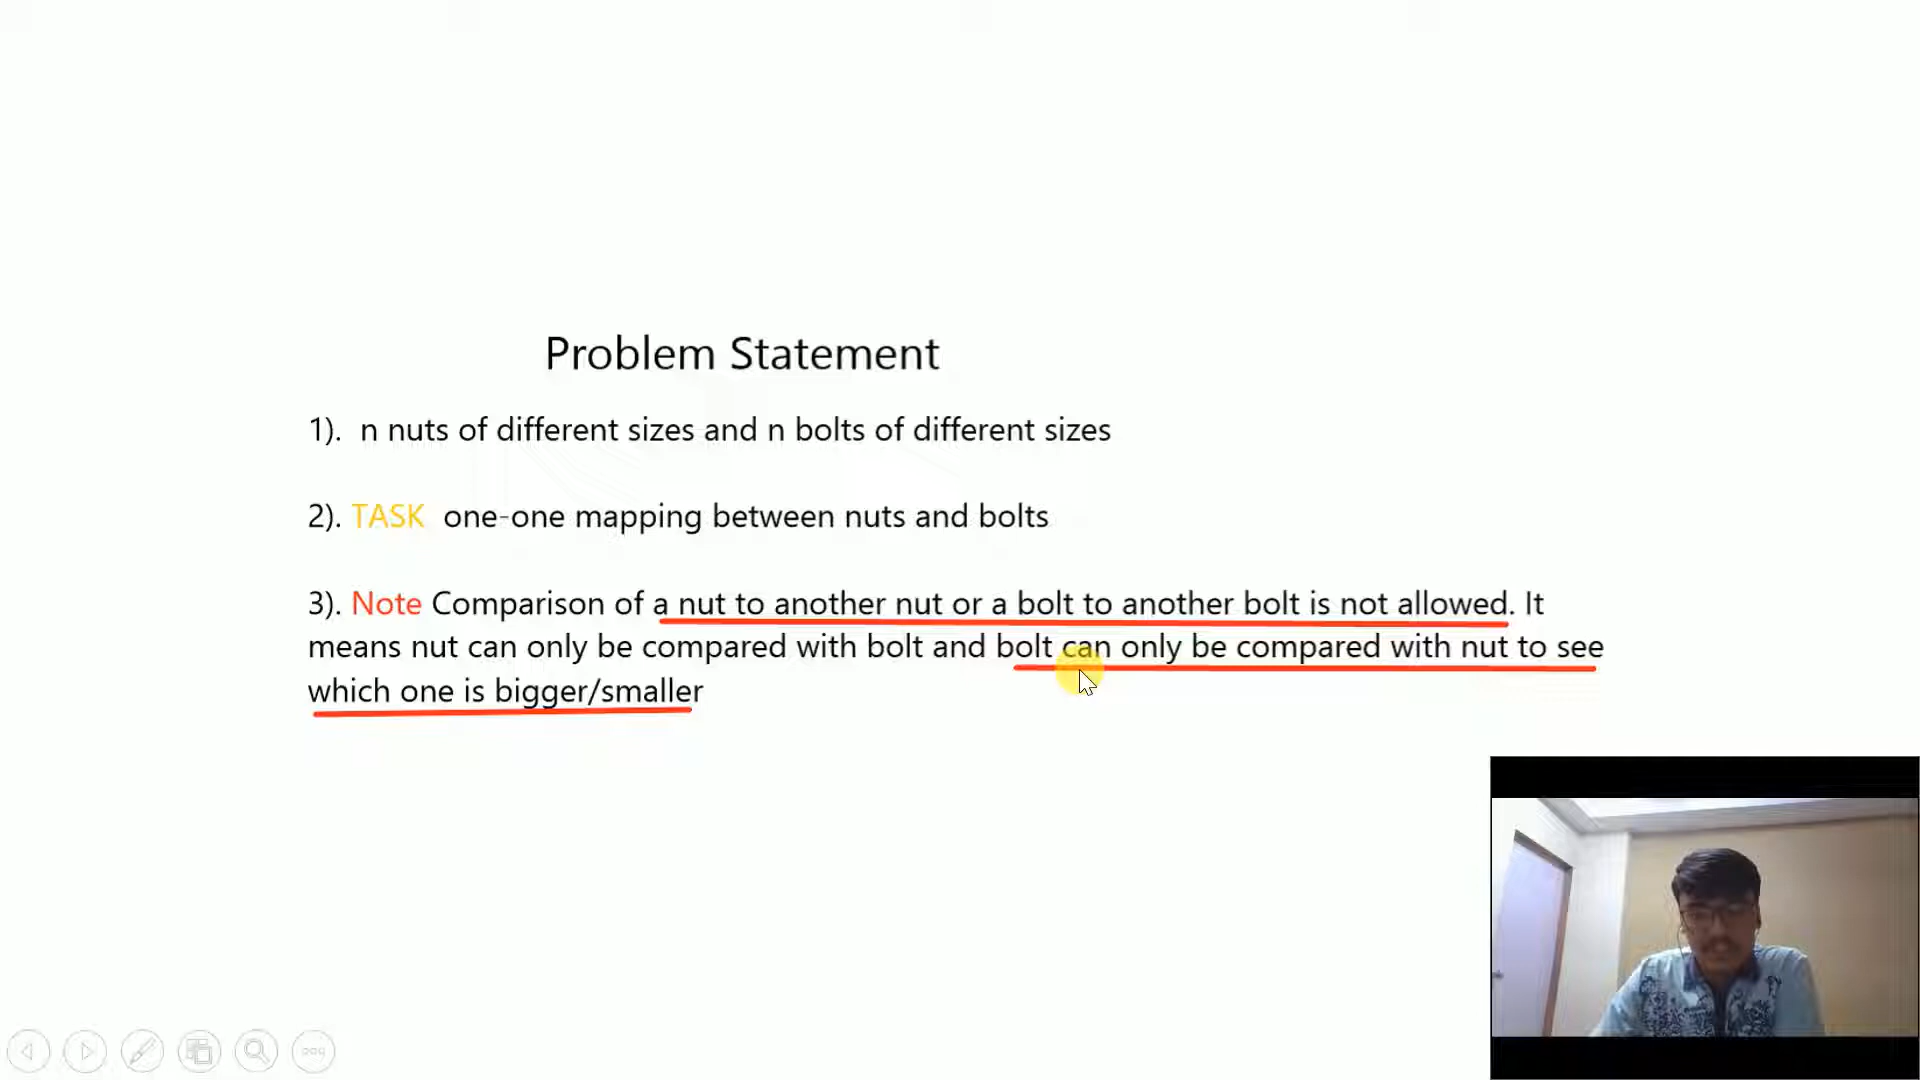 Problem Statement
1).  n nuts of different sizes and n bolts of different sizes
2). TASK  one-one mapping between nuts and bolts
3). Note Comparison of a nut to another nut or a bolt to another bolt is not allowed. It
means nut can only be compared with bolt and bolt can only be compared with nut to see
which one is bigger/smaller